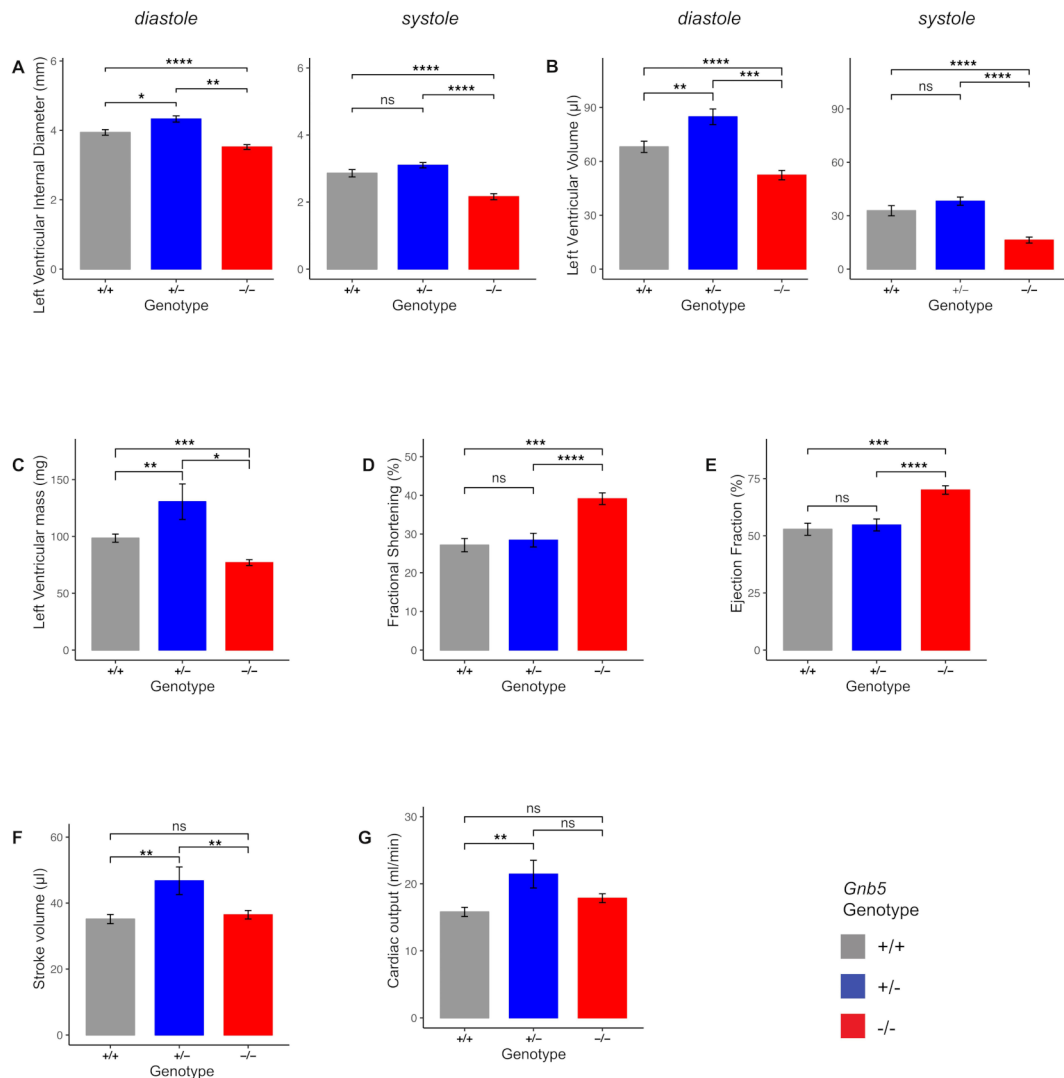 diastole
systole
diastole
systole
A
Left Ventricular Internal Diameter (mm)
6
4
2
0
****
**
*
+/+
+/−
−/−
Genotype
6
4
2
0
****
****
ns
+/+
+/−
−/−
Genotype
B
Left Ventricular Volume (µl)
90
60
30
0
****
***
**
+/+
+/−
−/−
Genotype
90
60
30
0
****
****
ns
+/+
+/−
−/−
Genotype
C
Left Ventricular mass (mg)
150
100
50
0
***
*
**
+/+
+/−
−/−
Genotype
D
Fractional Shortening (%)
50
40
30
20
10
0
***
****
ns
+/+
+/−
−/−
Genotype
E
Ejection Fraction (%)
75
50
25
0
***
****
ns
+/+
+/−
−/−
Genotype
F
Stroke volume (µl)
60
40
20
0
ns
**
**
+/+
+/−
−/−
Genotype
G
Cardiac output (ml/min)
30
20
10
0
ns
ns
**
+/+
+/−
−/−
Genotype
Gnb5
Genotype
+/+
+/-
-/-